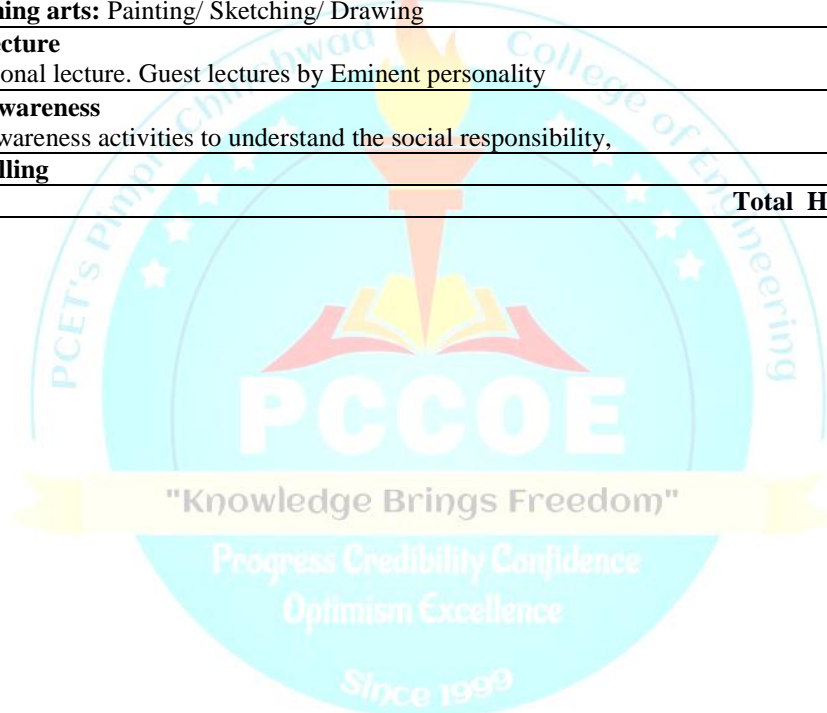 ning arts: Painting/ Sketching/ Drawing
ecture
onal lecture. Guest lectures by Eminent personality
wareness
wareness activities to understand the social responsibility,
lling
Total H
PCET's Pimpri Chinchwad College of Engineering
PCCOE
"Knowledge Brings Freedom"
Progress Credibility Confidence
Optimism Excellence
Since 1999